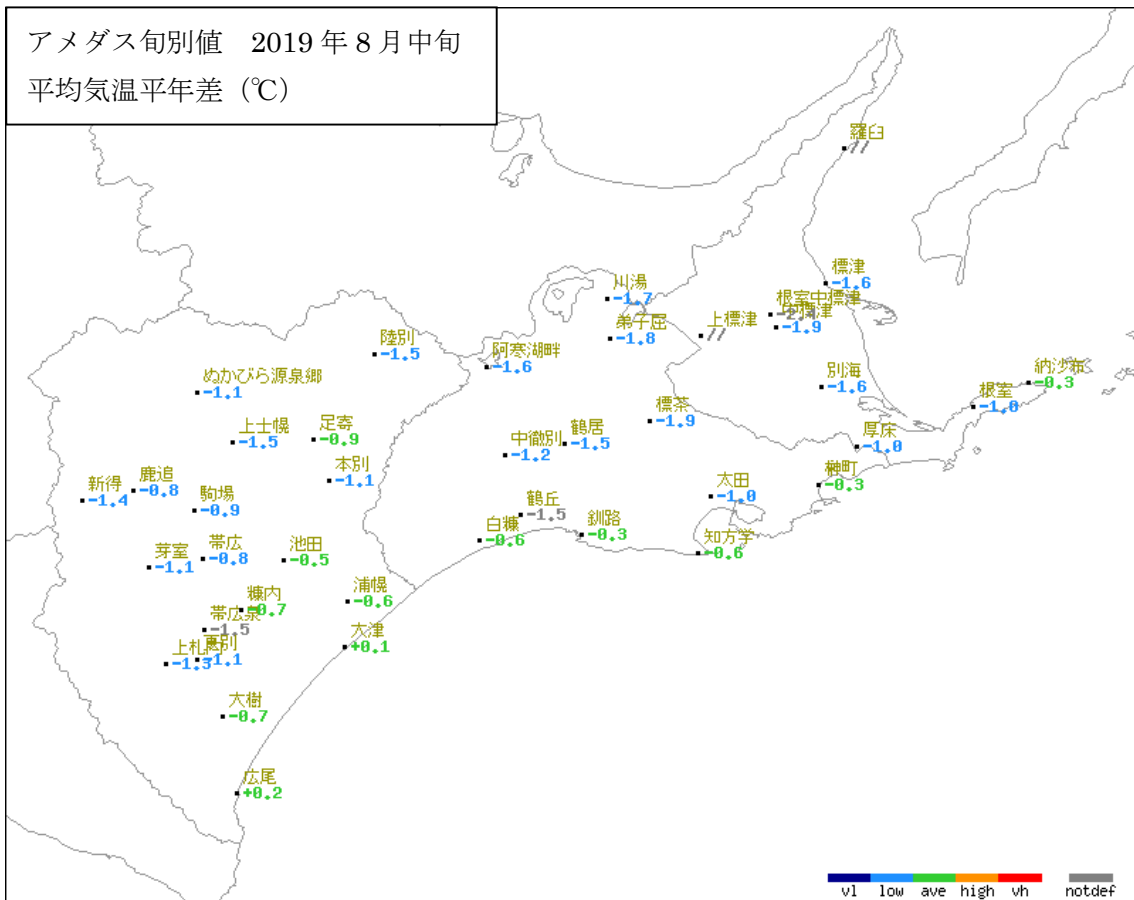 アメダス旬別値　2019年8月中旬
平均気温平年差（℃）
羅臼
//
標津
-1.6
川湯
-1.7
根室中標津
-1.9
弟子屈
-1.8
上標津
//
陸別
-1.5
阿寒湖畔
-1.6
ぬかびら源泉郷
-1.1
別海
-1.6
納沙布
-0.3
根室
-1.0
標茶
-1.9
上士幌
-1.5
足寄
-0.9
中徹別
-1.2
鶴居
-1.5
厚床
-1.0
本別
-1.1
新得
-1.4
鹿追
-0.8
駒場
-0.9
太田
-1.0
榊町
-0.3
鶴丘
-1.5
白糠
-0.6
釧路
-0.3
知方学
-0.6
芽室
-1.1
帯広
-0.8
池田
-0.5
糠内
-0.7
浦幌
-0.6
帯広泉
-1.5
大津
+0.1
-1.3
-1.1
大樹
-0.7
広尾
+0.2
vl low ave high vh notdef